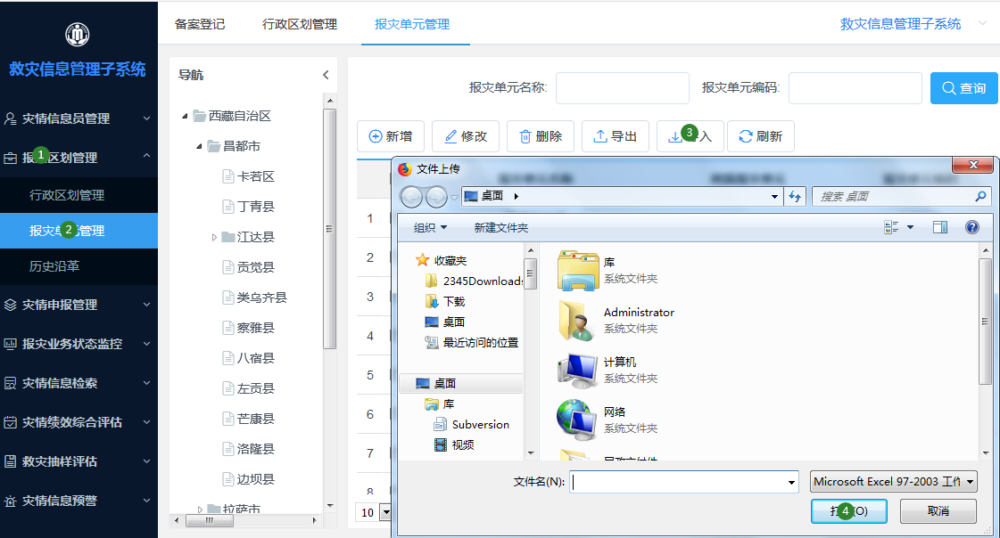 救灾信息管理子系统
灾情信息员管理
报 1 区划管理
行政区划管理
报灾单 2 管理
历史沿革
灾情申报管理
报灾业务状态监控
灾情信息检索
灾情绩效综合评估
救灾抽样评估
灾情信息预警
备案登记 行政区划管理 报灾单元管理 救灾信息管理子系统
导航
西藏自治区
昌都市
卡若区
丁青县
江达县
贡觉县
类乌齐县
察雅县
八宿县
左贡县
芒康县
洛隆县
边坝县
拉萨市
报灾单元名称: 报灾单元编码: 查询
新增 修改 删除 导出 3 入 刷新
1
2
3
4
5
6
7
8
10
文件上传
桌面 搜索 桌面
组织 新建文件夹
收藏夹
2345Downloads
下载
桌面
最近访问的位置
桌面
库
Subversion
视频
库
系统文件夹
Administrator
系统文件夹
计算机
系统文件夹
网络
系统文件夹
文件名(N): Microsoft Excel 97-2003 工作
打 4 (O) 取消